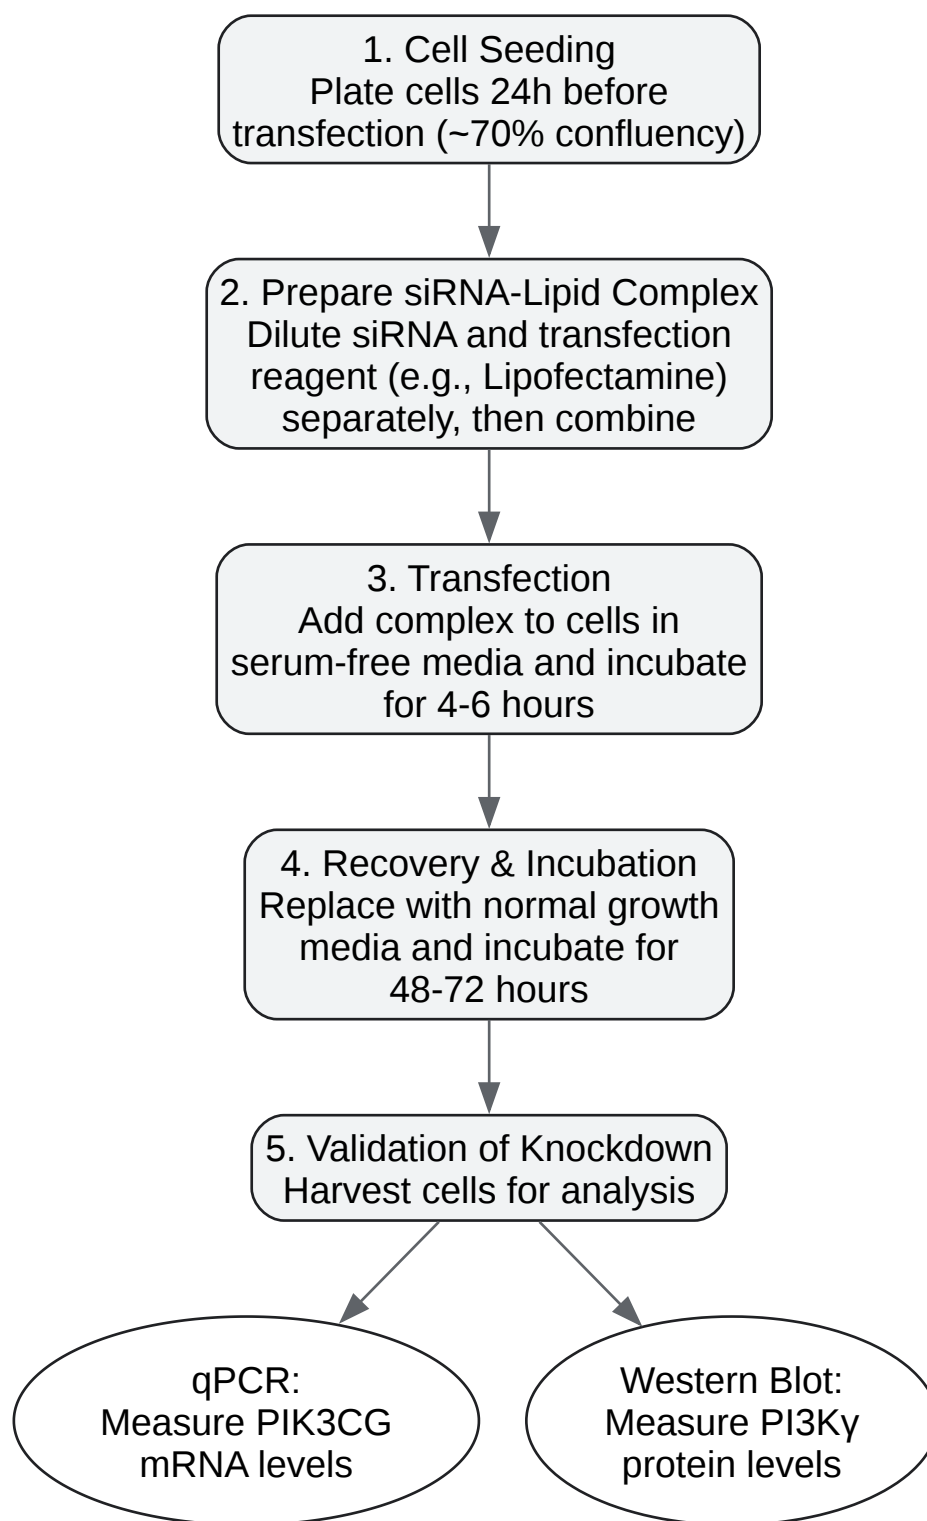 1. Cell Seeding
Plate cells 24h before
transfection (~70% confluency)
2. Prepare siRNA-Lipid Complex
Dilute siRNA and transfection
reagent (e.g., Lipofectamine)
separately, then combine
3. Transfection
Add complex to cells in
serum-free media and incubate
for 4-6 hours
4. Recovery & Incubation
Replace with normal growth
media and incubate for
48-72 hours
5. Validation of Knockdown
Harvest cells for analysis
qPCR:
Measure PIK3CG
mRNA levels
Western Blot:
Measure PI3Kγ
protein levels